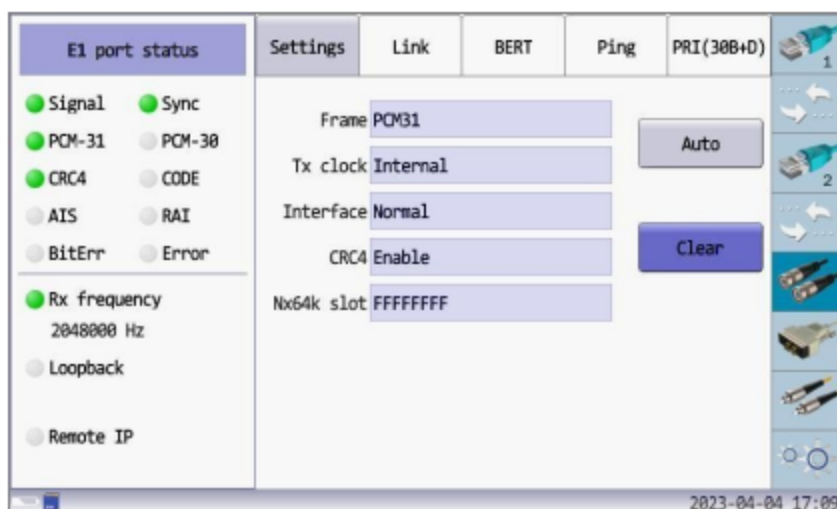 E1 port status
Settings
Link
BERT
Ping
PRI(30B+D)
1
Signal
Sync
PCM-31
PCM-30
CRC4
CODE
AIS
RAI
BitErr
Error
Rx frequency
2048000 Hz
Loopback
Remote IP
Frame PCM31
Tx clock Internal
Interface Normal
CRC4 Enable
Nx64k slot FFFFFFFF
Auto
Clear
2
2023-04-04 17:09